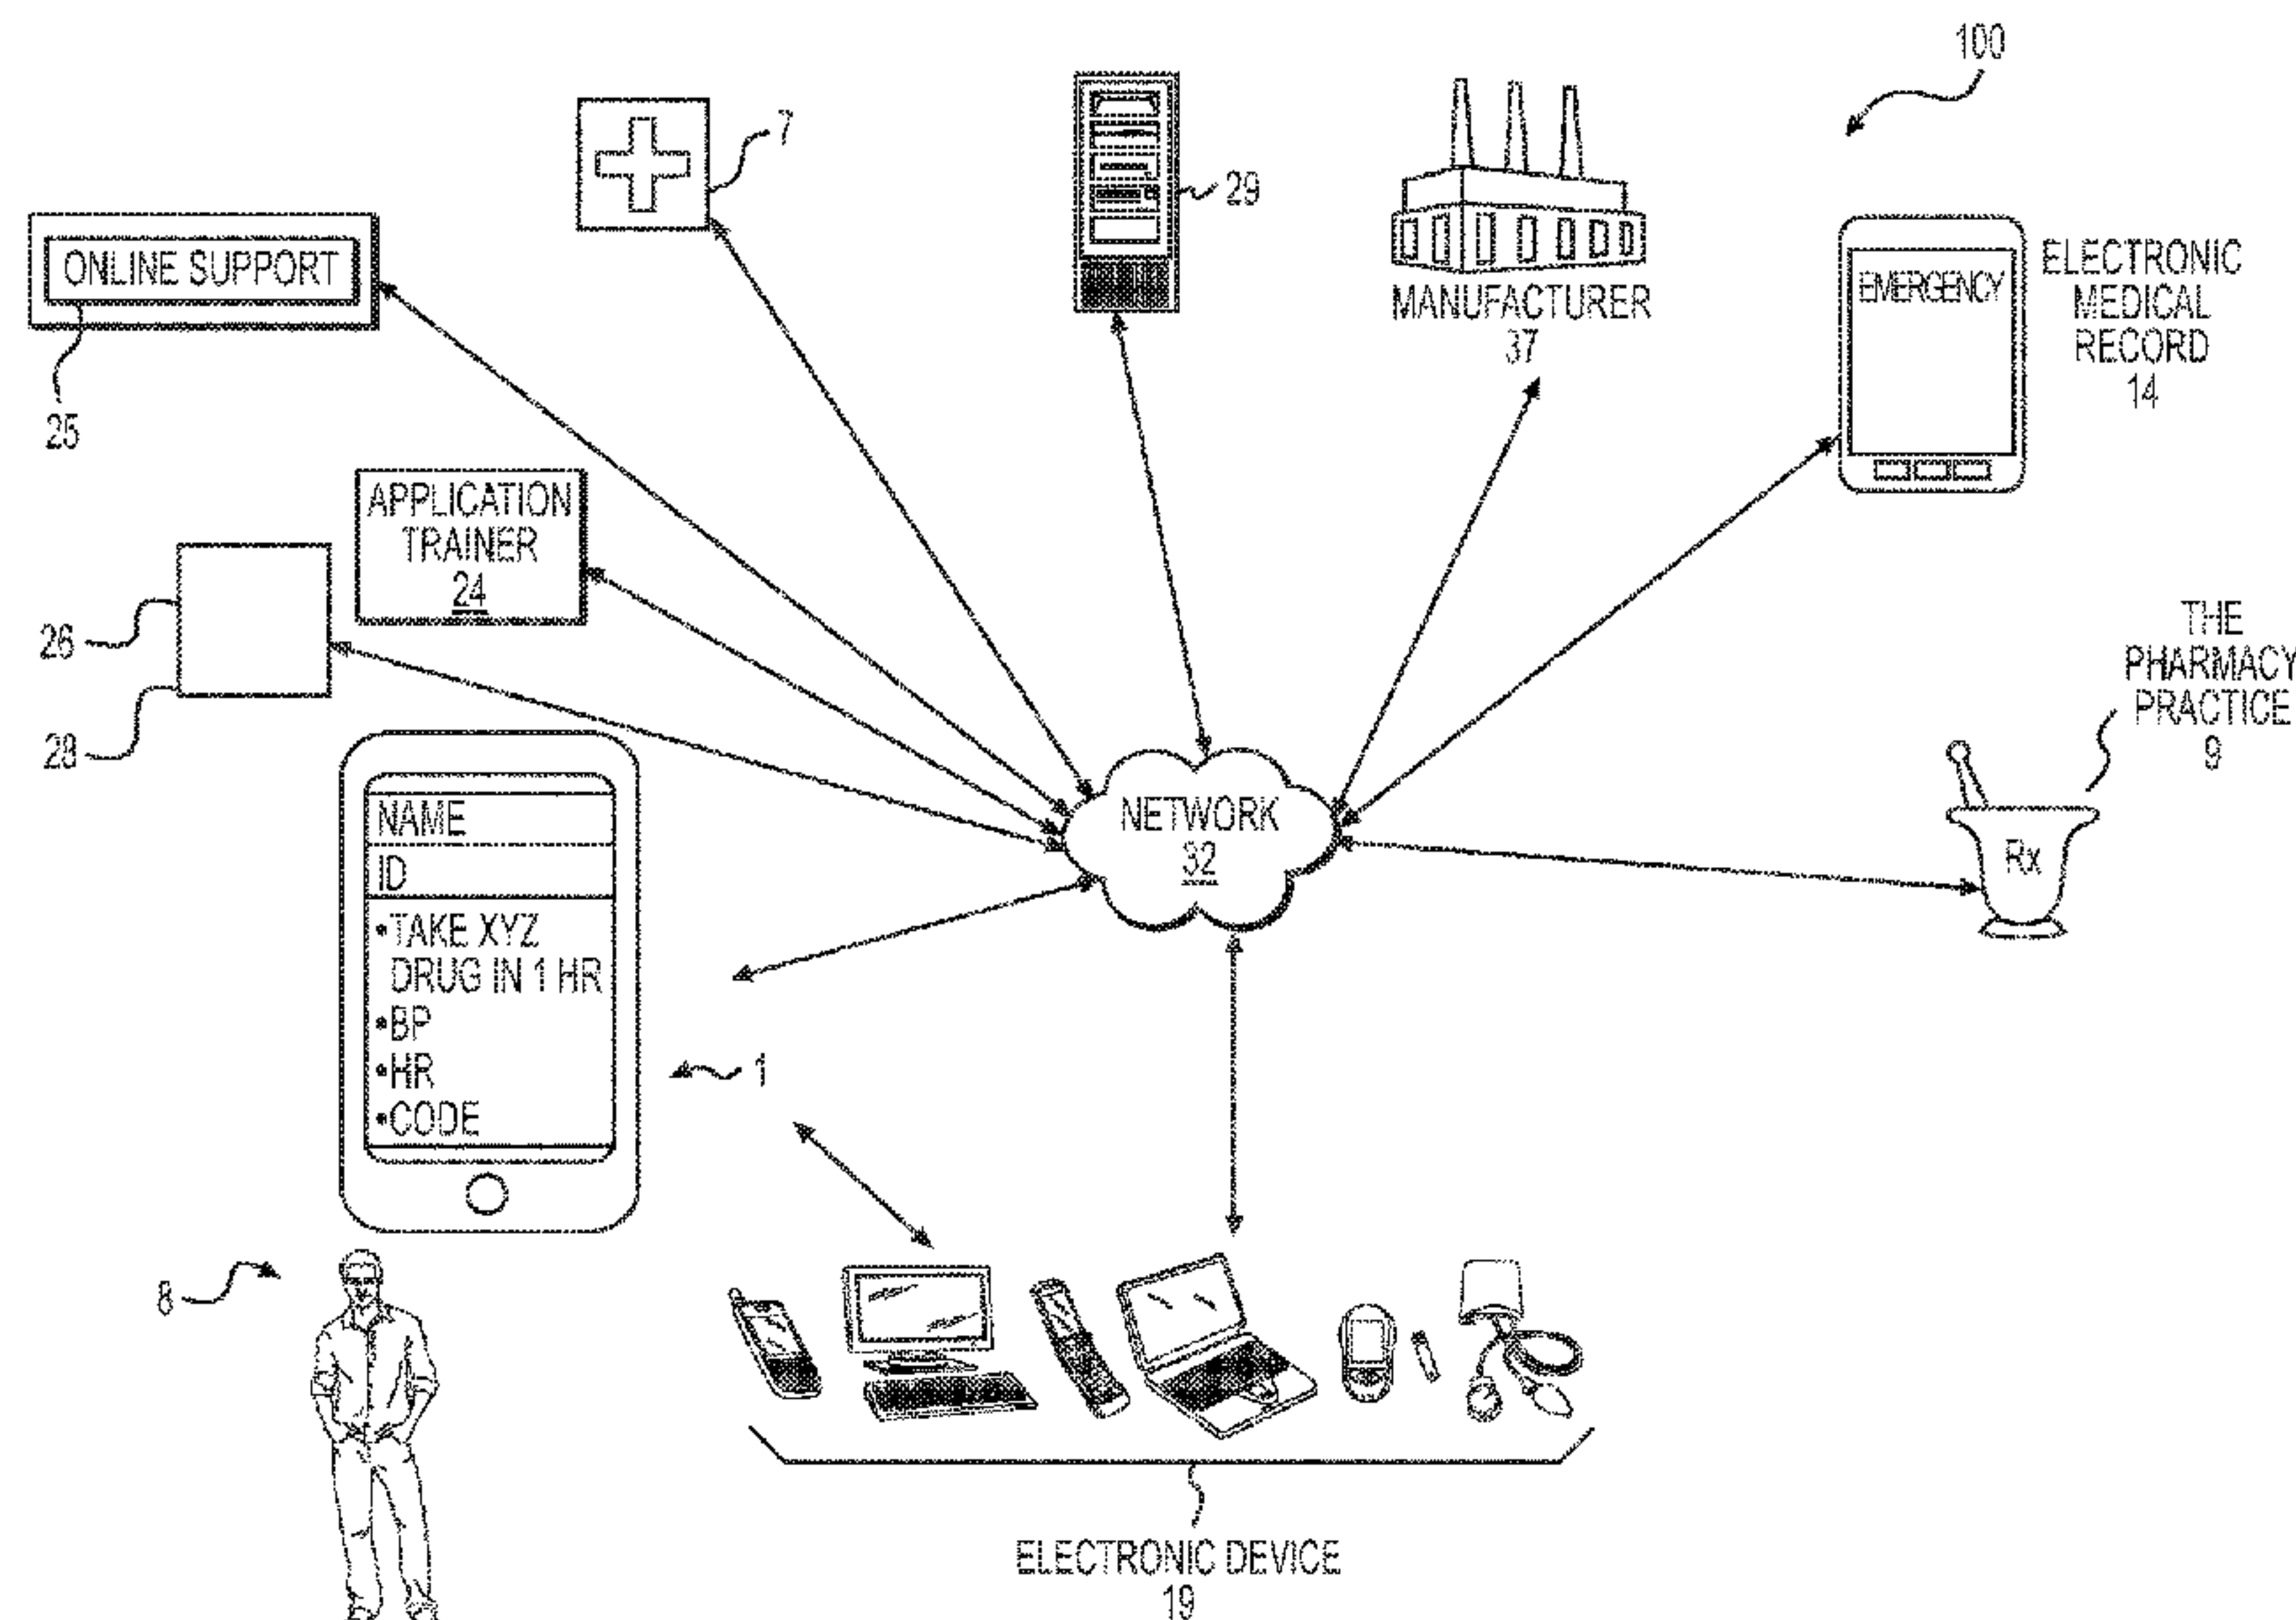 100
7
29
ONLINE SUPPORT
25
MANUFACTURER
37
EMERGENCY
ELECTRONIC
MEDICAL
RECORD
14
APPLICATION
TRAINER
24
26
28
THE
PHARMACY
PRACTICE
9
Rx
NETWORK
32
NAME
ID
•TAKE XYZ
DRUG IN 1 HR
•BP
•HR
•CODE
1
8
ELECTRONIC DEVICE
19